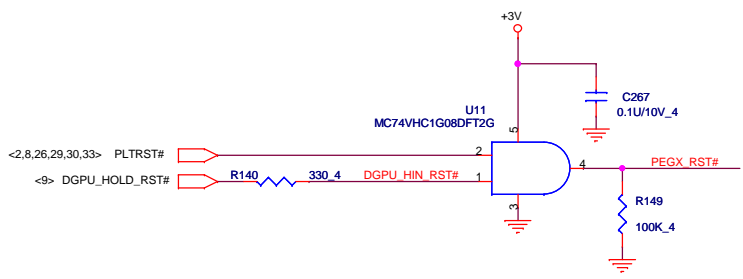 +3V
U11
MC74VHC1G08DFT2G
C267
0.1U/10V_4
5
<2,8,26,29,30,33> PLTRST#
2
4
PEGX_RST#
<9> DGPU_HOLD_RST#
R140
330_4
DGPU_HIN_RST#
1
3
R149
100K_4